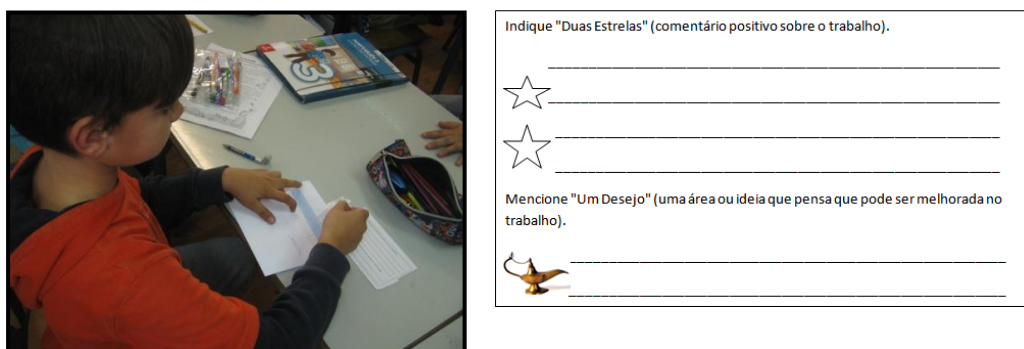 Indique "Duas Estrelas" (comentário positivo sobre o trabalho).
Mencione "Um Desejo" (uma área ou ideia que pensa que pode ser melhorada no
trabalho).
3